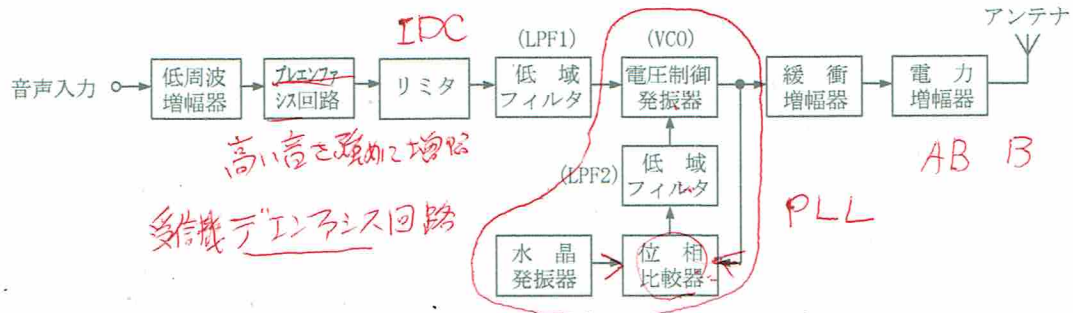 アンテナ
IDC
(LPF1)
(VCO)
音声入力
低周波
増幅器
プレエンファ
シス回路
リミタ
低域
フィルタ
電圧制御
発振器
緩衝
増幅器
電力
増幅器
高い音を強めに増幅
(LPF2)
低域
フィルタ
AB B
PLL
受信機 デエンファシス回路
水晶
発振器
位相
比較器